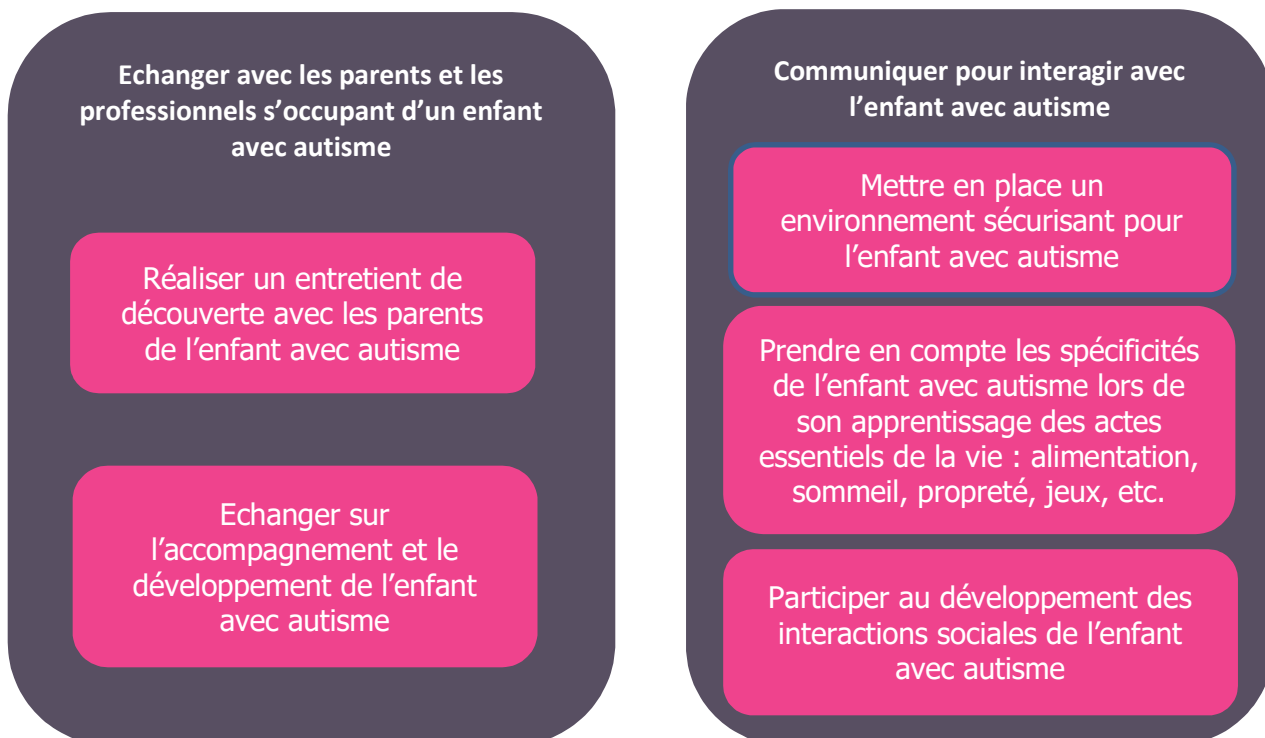 Echanger avec les parents et les
professionnels s’occupant d’un enfant
avec autisme
Réaliser un entretient de
découverte avec les parents
de l’enfant avec autisme
Echanger sur
l’accompagnement et le
développement de l’enfant
avec autisme
Communiquer pour interagir avec
l’enfant avec autisme
Mettre en place un
environnement sécurisant pour
l’enfant avec autisme
Prendre en compte les spécificités
de l’enfant avec autisme lors de
son apprentissage des actes
essentiels de la vie : alimentation,
sommeil, propreté, jeux, etc.
Participer au développement des
interactions sociales de l’enfant
avec autisme